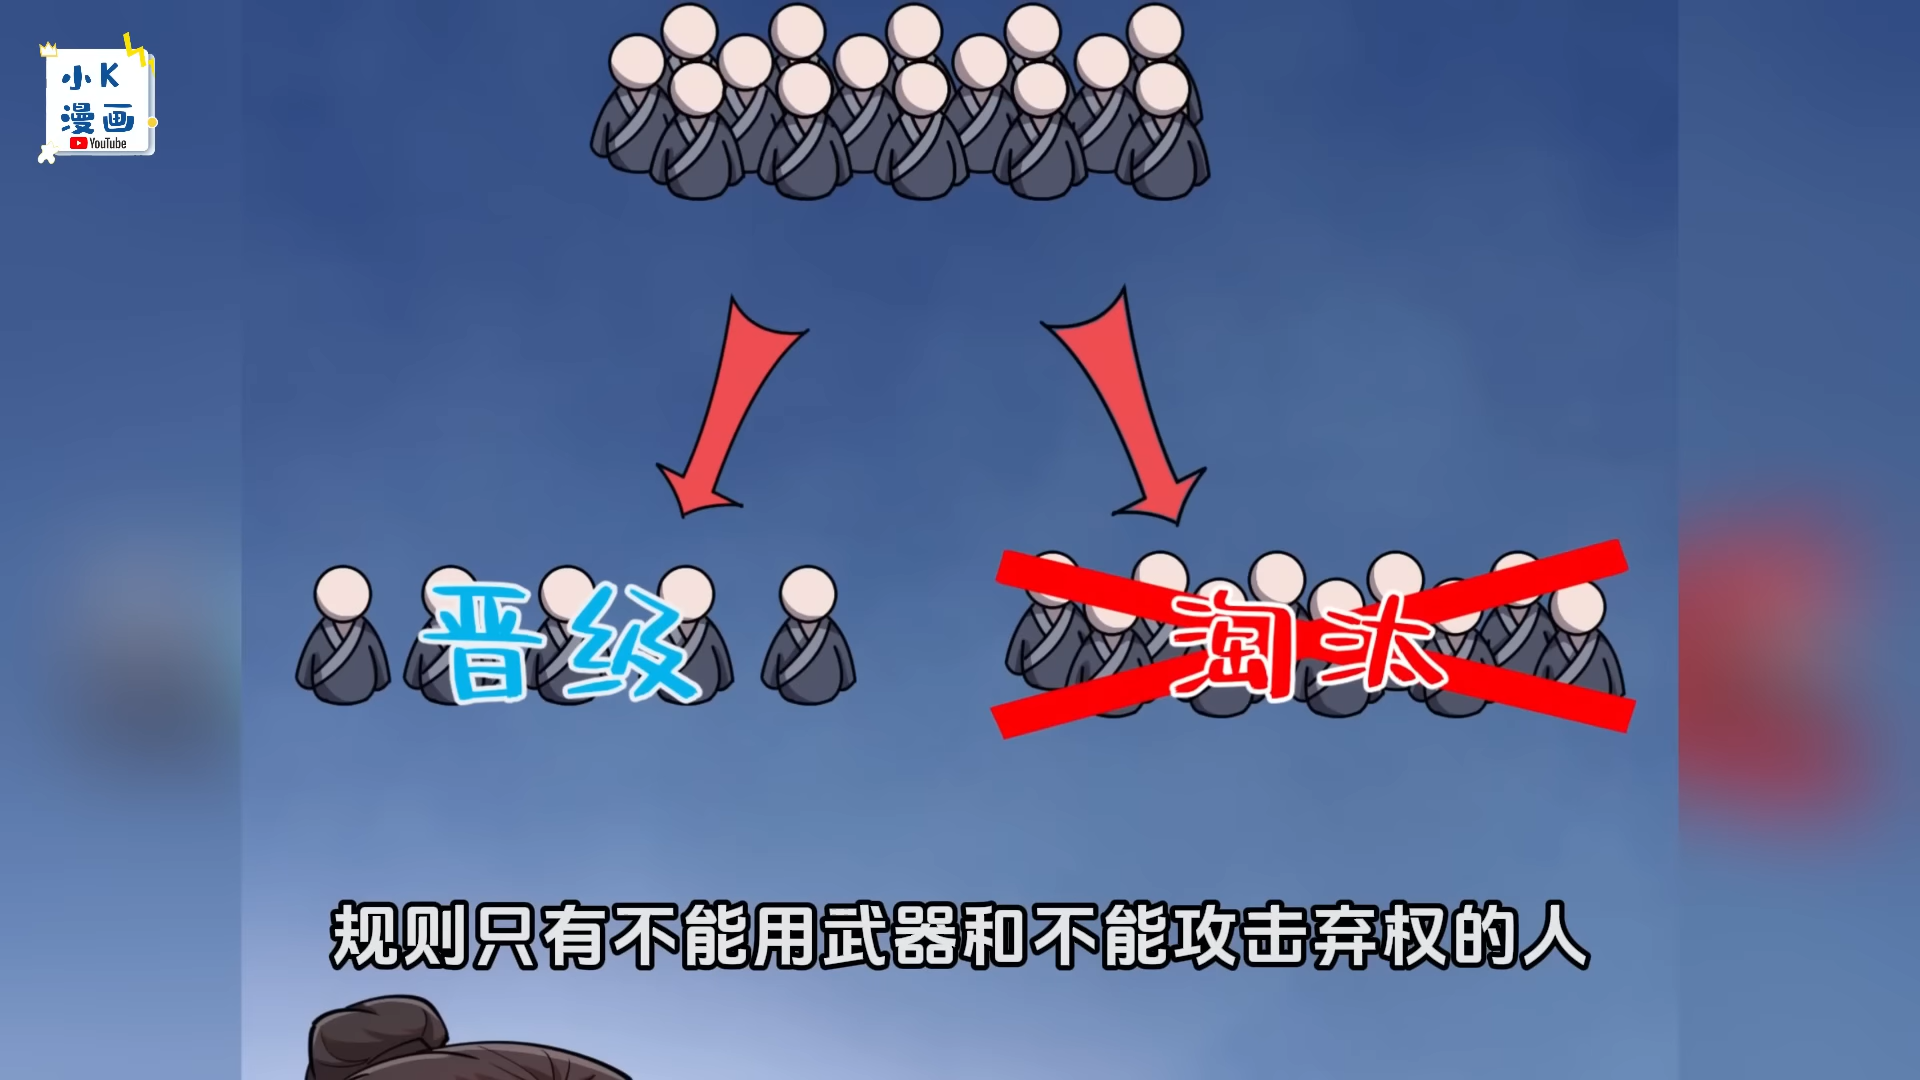 小K
漫画
YouTube
晋级
淘汰
规则只有不能用武器和不能攻击弃权的人